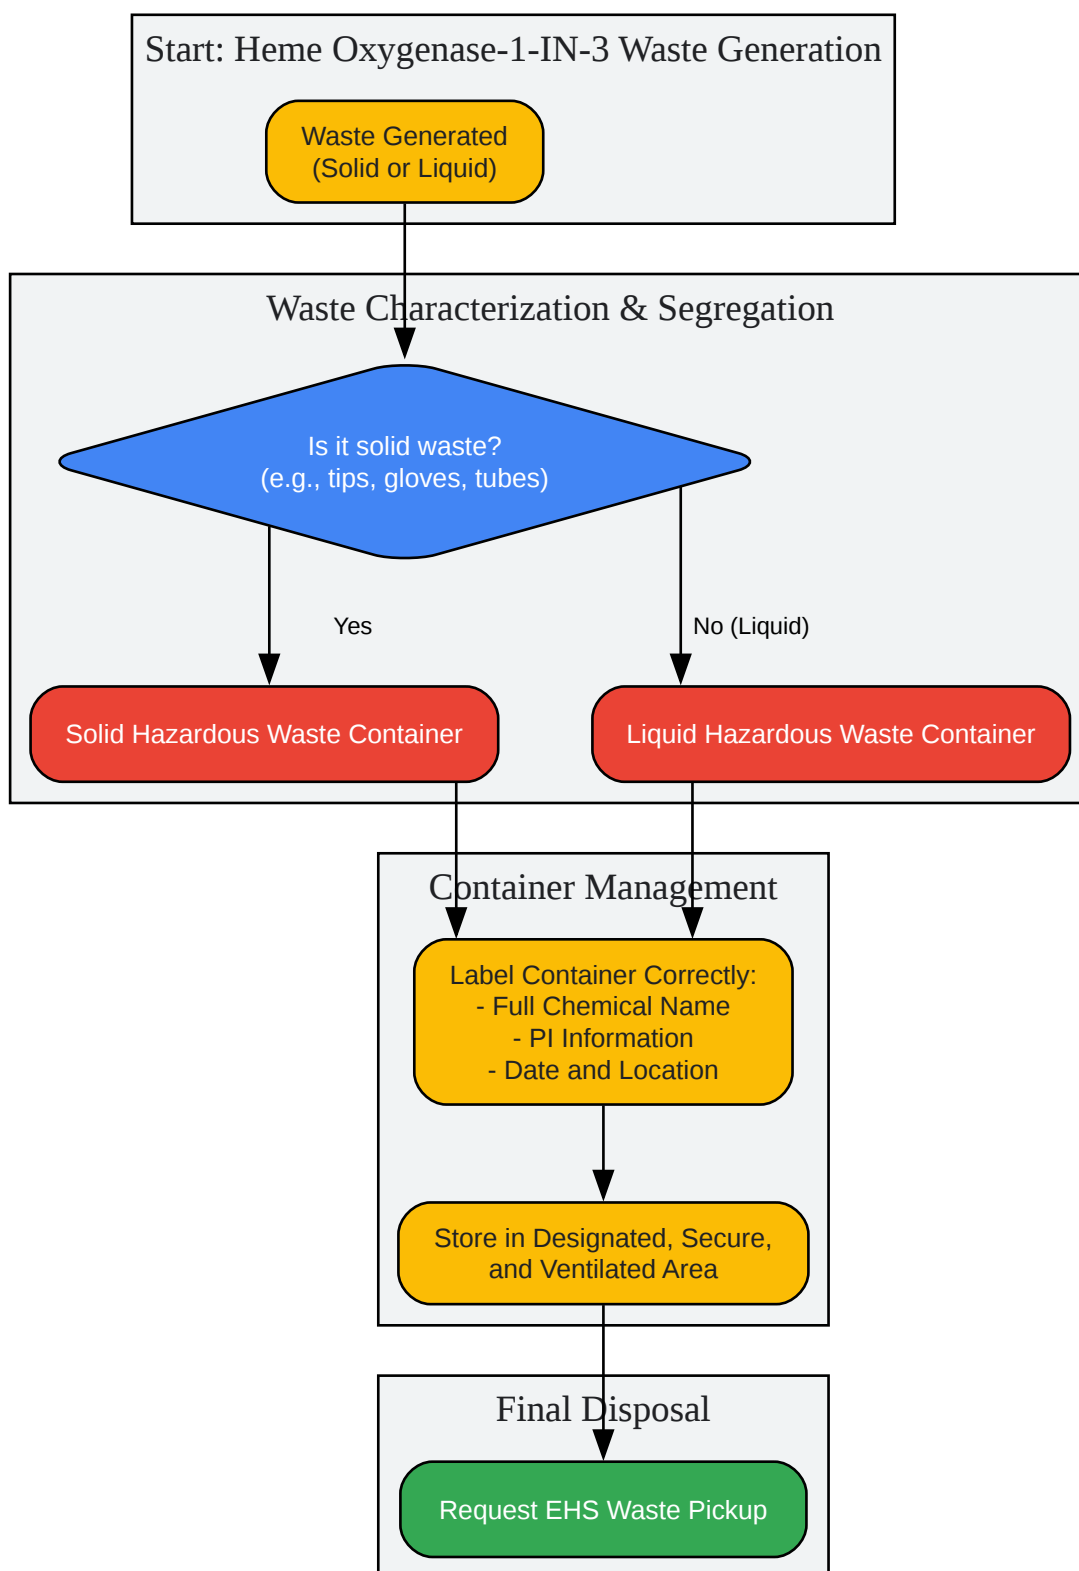 Start: Heme Oxygenase-1-IN-3 Waste Generation
Waste Generated
(Solid or Liquid)
Waste Characterization & Segregation
Is it solid waste?
(e.g., tips, gloves, tubes)
Yes
No (Liquid)
Solid Hazardous Waste Container
Liquid Hazardous Waste Container
Container Management
Label Container Correctly:
- Full Chemical Name
- PI Information
- Date and Location
Store in Designated, Secure,
and Ventilated Area
Final Disposal
Request EHS Waste Pickup